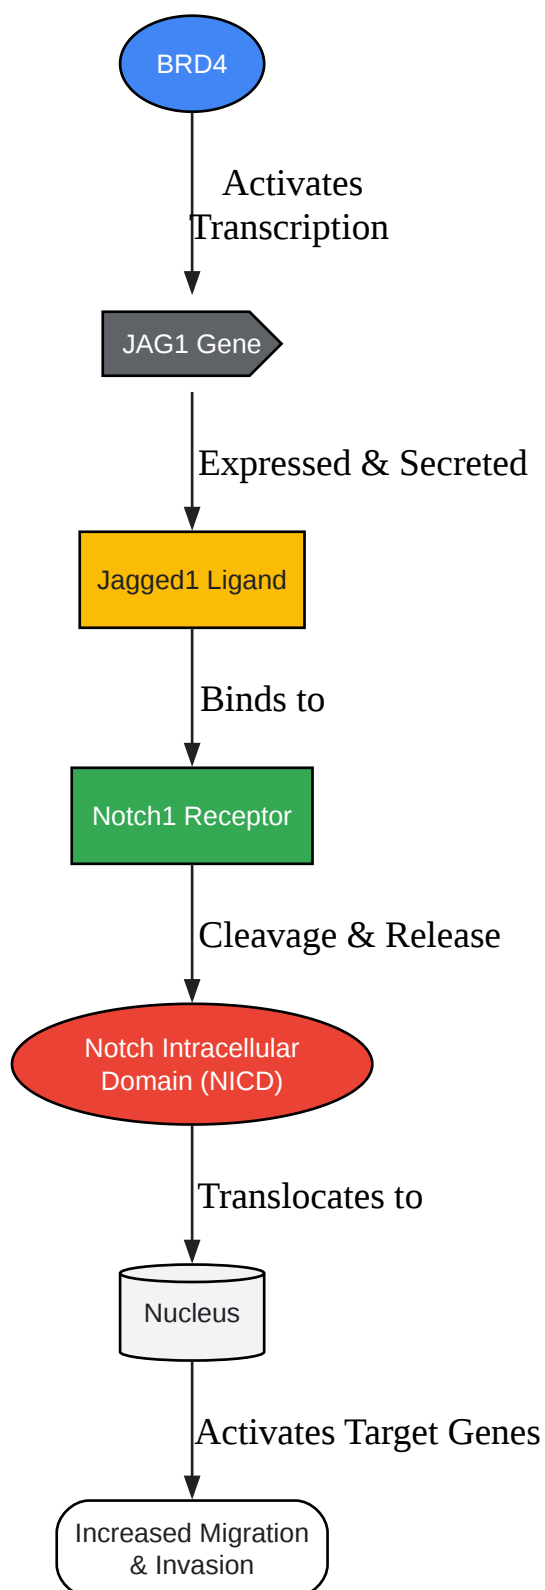 BRD4
Activates
Transcription
JAG1 Gene
Expressed & Secreted
Jagged1 Ligand
Binds to
Notch1 Receptor
Cleavage & Release
Notch Intracellular
Domain (NICD)
Translocates to
Nucleus
Activates Target Genes
Increased Migration
& Invasion